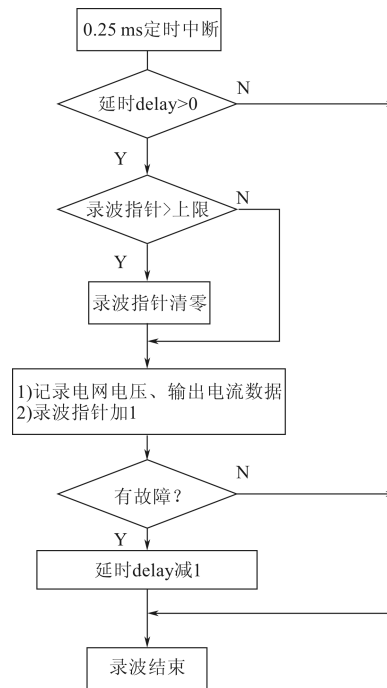 0.25 ms定时中断
延时delay>0
N
Y
录波指针>上限
N
Y
录波指针清零
1)记录电网电压、输出电流数据
2)录波指针加1
有故障?
N
Y
延时delay减1
录波结束